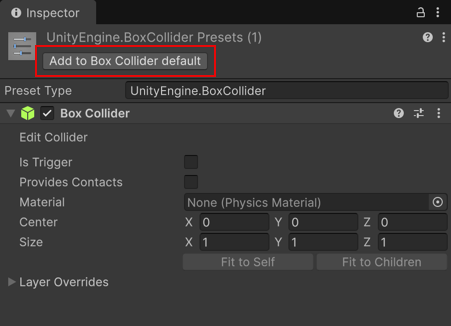 Inspector
UnityEngine.BoxCollider Presets (1)
Add to Box Collider default
Preset Type UnityEngine.BoxCollider
Box Collider
Edit Collider
Is Trigger
Provides Contacts
Material None (Physics Material)
Center X 0 Y 0 Z 0
Size X 1 Y 1 Z 1
Fit to Self Fit to Children
Layer Overrides